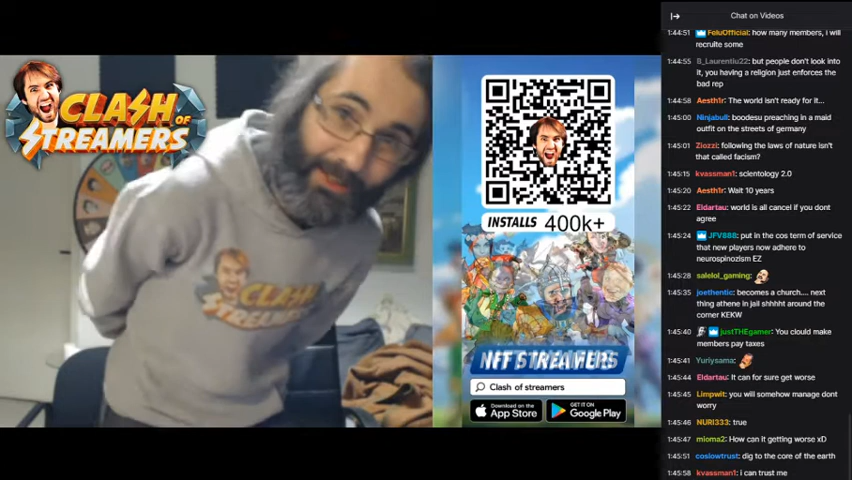 Chat on Videos
CLASH
OF
STREAMERS
CLASH
STREAMERS
INSTALLS 400k+
NFT STREAMERS
Clash of streamers
Download on the
App Store
GET IT ON
Google Play
1:44:51 FeluOfficial: how many members, i will
recruite some
1:44:55 B_Laurentiu22: but people don't look into
it, you having a religion just enforces the
bad rep
1:44:58 Aesth1r: The world isn't ready for it...
1:45:00 Ninjabull: boodesu preaching in a maid
outfit on the streets of germany
1:45:01 Ziozzi: following the laws of nature isn't
that called facism?
1:45:15 kvassman1: scientology 2.0
1:45:20 Aesth1r: Wait 10 years
1:45:22 Eldartau: world is all cancel if you dont
agree
1:45:24 JFV888: put in the cos term of service
that new players now adhere to
neurospinozism EZ
1:45:28 salelol_gaming:
1:45:35 joethentic: becomes a church.... next
thing athene in jail shhhht around the
corner KEKW
1:45:40 justTHEgamer: You clould make
members pay taxes
1:45:41 Yuriysama:
1:45:44 Eldartau: It can for sure get worse
1:45:45 Limpwit: you will somehow manage dont
worry
1:45:46 NURI333: true
1:45:47 mioma2: How can it getting worse xD
1:45:51 coslowtrust: dig to the core of the earth
1:45:58 kvassman1: i can trust me